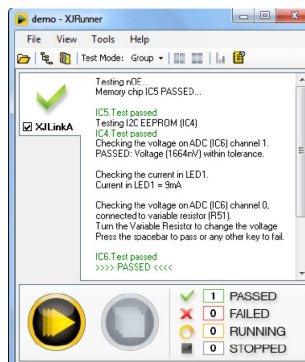 demo - XJRunner
File View Tools Help
Test Mode: Group
Testing nOE...
Memory chip IC5 PASSED...
IC5.Test passed
Testing I2C EEPROM (IC4)
IC4.Test passed
Checking the voltage on ADC (IC6) channel 1.
PASSED: Voltage (1664mV) within tolerance.
Checking the current in LED1.
Current in LED1 = 9mA
Checking the voltage on ADC (IC6) channel 0,
connected to variable resistor (R51).
Turn the Variable Resistor to change the voltage
Press the spacebar to pass or any other key to fail.
IC6.Test passed
>>>> PASSED <<<<
XJLinkA
1 PASSED
0 FAILED
0 RUNNING
0 STOPPED